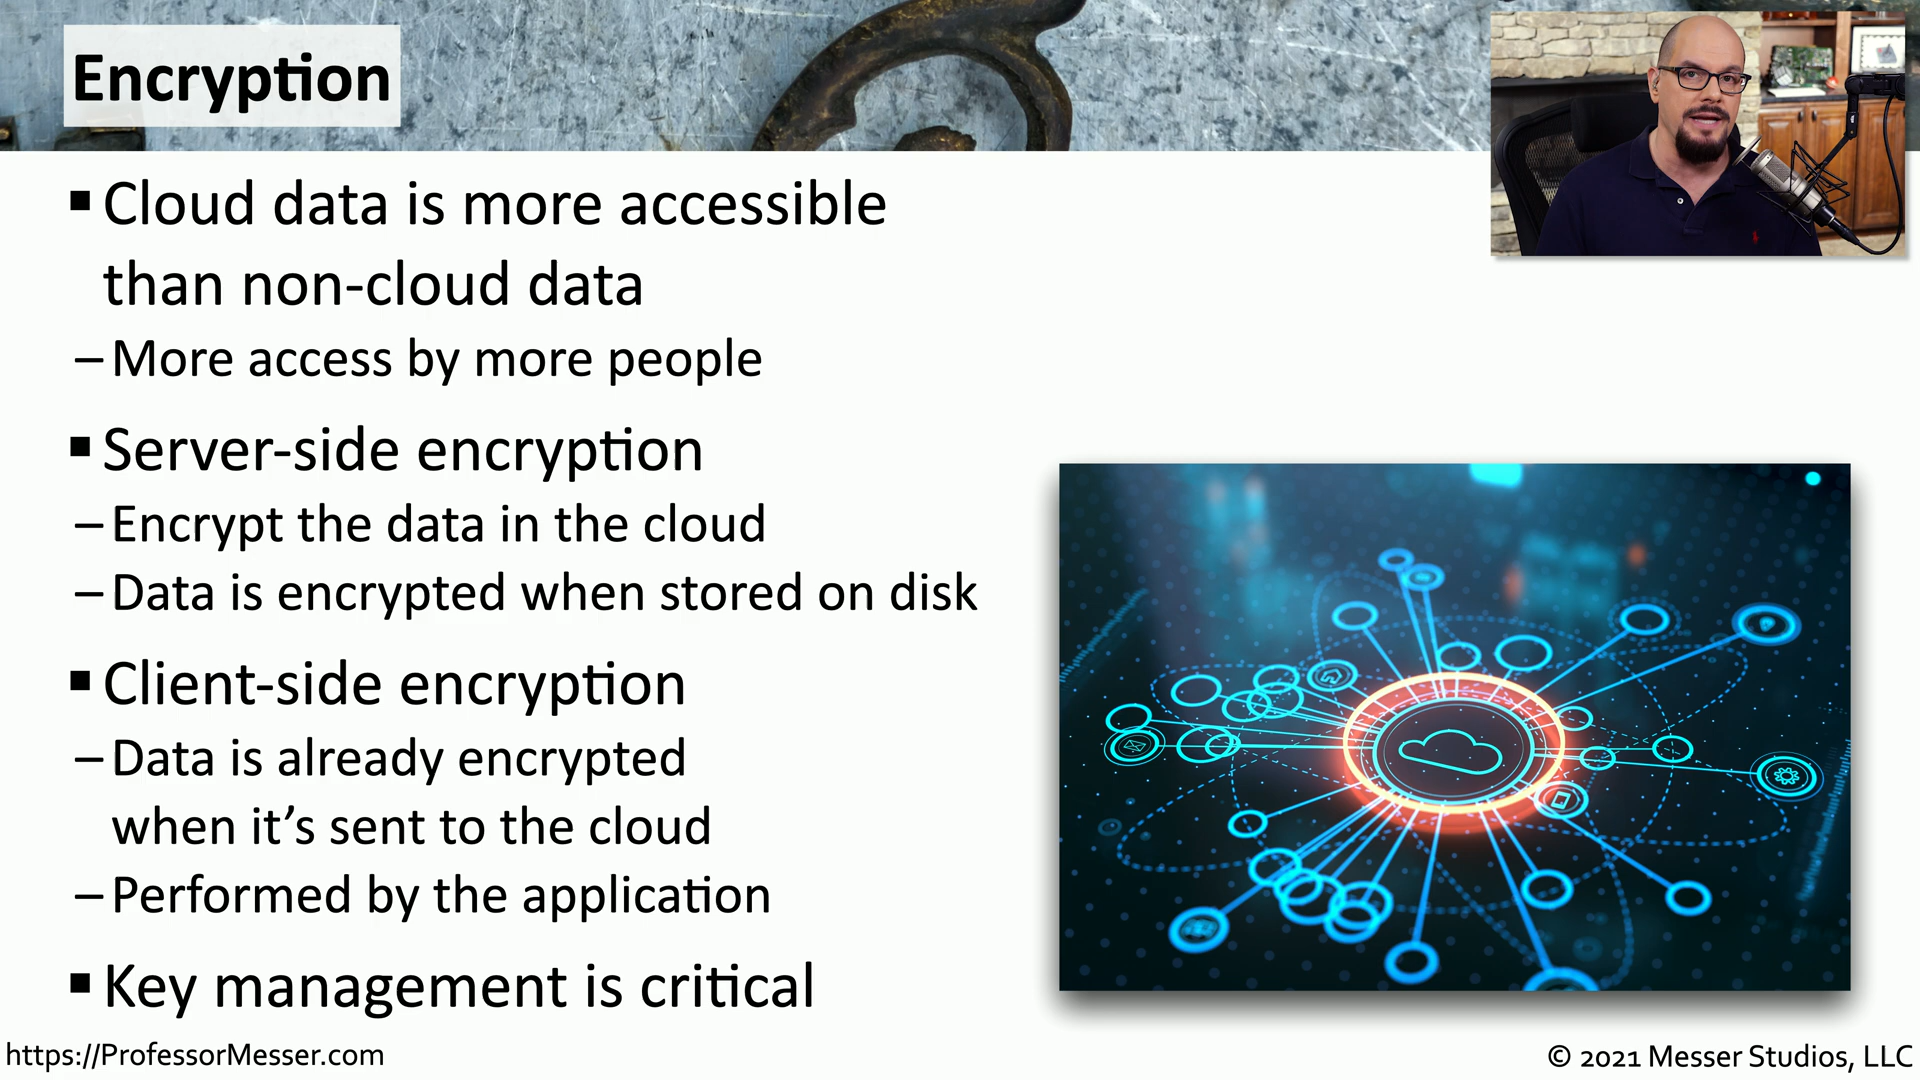 Encryption
▪ Cloud data is more accessible
than non-cloud data
– More access by more people
▪ Server-side encryption
– Encrypt the data in the cloud
– Data is encrypted when stored on disk
▪ Client-side encryption
– Data is already encrypted
when it’s sent to the cloud
– Performed by the application
▪ Key management is critical
https://ProfessorMesser.com
© 2021 Messer Studios, LLC